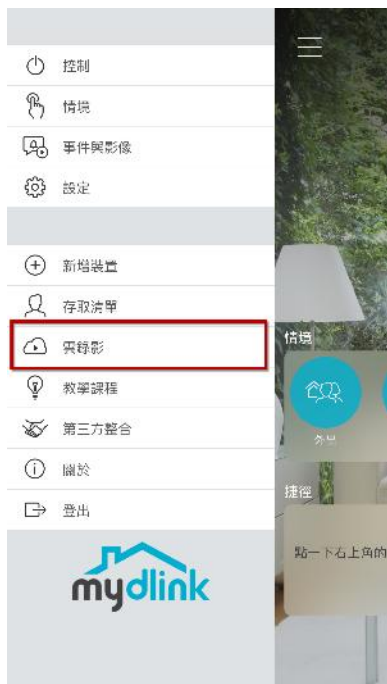 控制
情境
事件與影像
設定
新增裝置
存取清單
雲錄影
教學課程
第三方整合
關於
登出
mydlink
情境
外出
捷徑
點一下右上角的